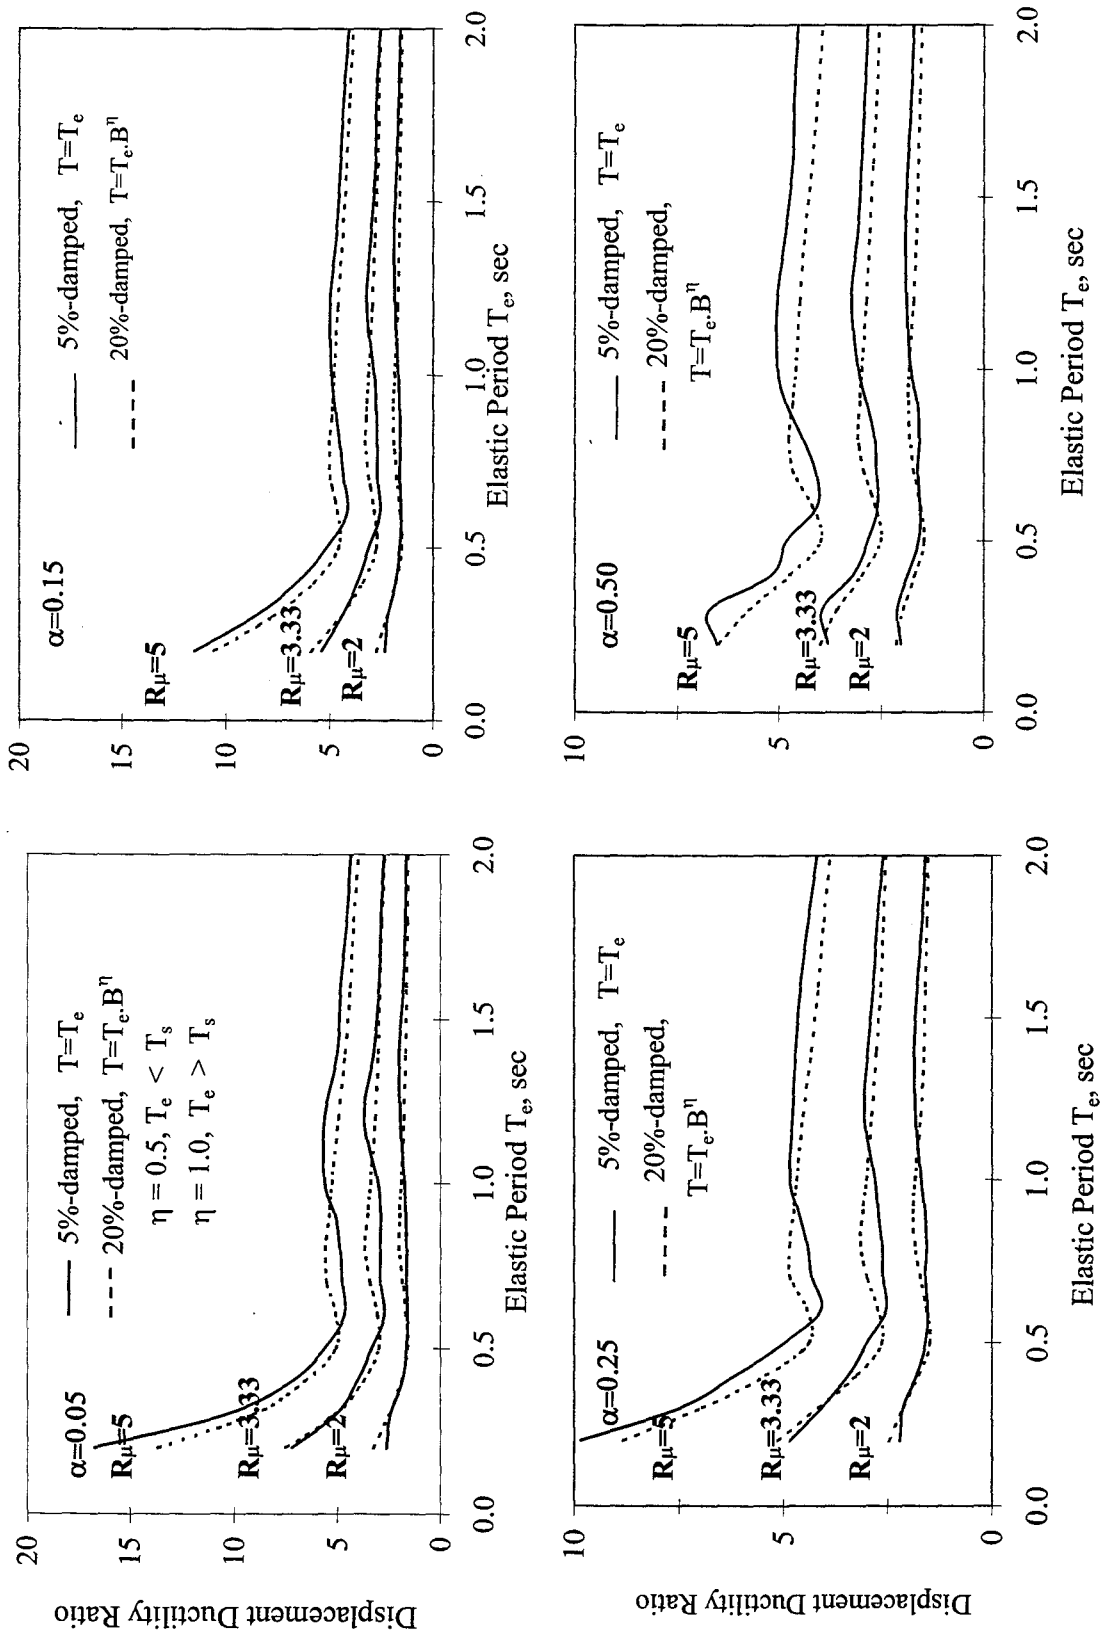 20
15
10
5
0
α=0.05
Rμ=5
Rμ=3.33
Rμ=2
5%-damped, T=Te
20%-damped, T=Te.Bη
η = 0.5, Te < Ts
η = 1.0, Te > Ts
0.0
0.5
1.0
1.5
2.0
Displacement Ductility Ratio
Elastic Period Te, sec
20
15
10
5
0
α=0.15
Rμ=5
Rμ=3.33
Rμ=2
5%-damped, T=Te
20%-damped, T=Te.Bη
0.0
0.5
1.0
1.5
2.0
Elastic Period Te, sec
10
5
0
α=0.25
Rμ=5
Rμ=3.33
Rμ=2
5%-damped, T=Te
20%-damped,
T=Te.Bη
0.0
0.5
1.0
1.5
2.0
Displacement Ductility Ratio
Elastic Period Te, sec
10
5
0
α=0.50
Rμ=5
Rμ=3.33
Rμ=2
5%-damped, T=Te
20%-damped,
T=Te.Bη
0.0
0.5
1.0
1.5
2.0
Elastic Period Te, sec